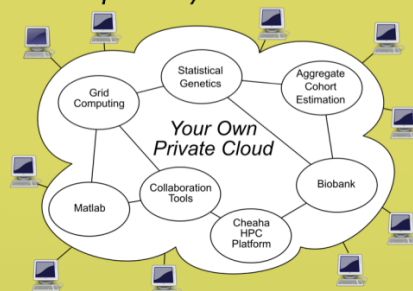 Statistical
Genetics
Aggregate
Cohort
Estimation
Grid
Computing
Your Own
Private Cloud
Collaboration
Tools
Biobank
Matlab
Cheaha
HPC
Platform